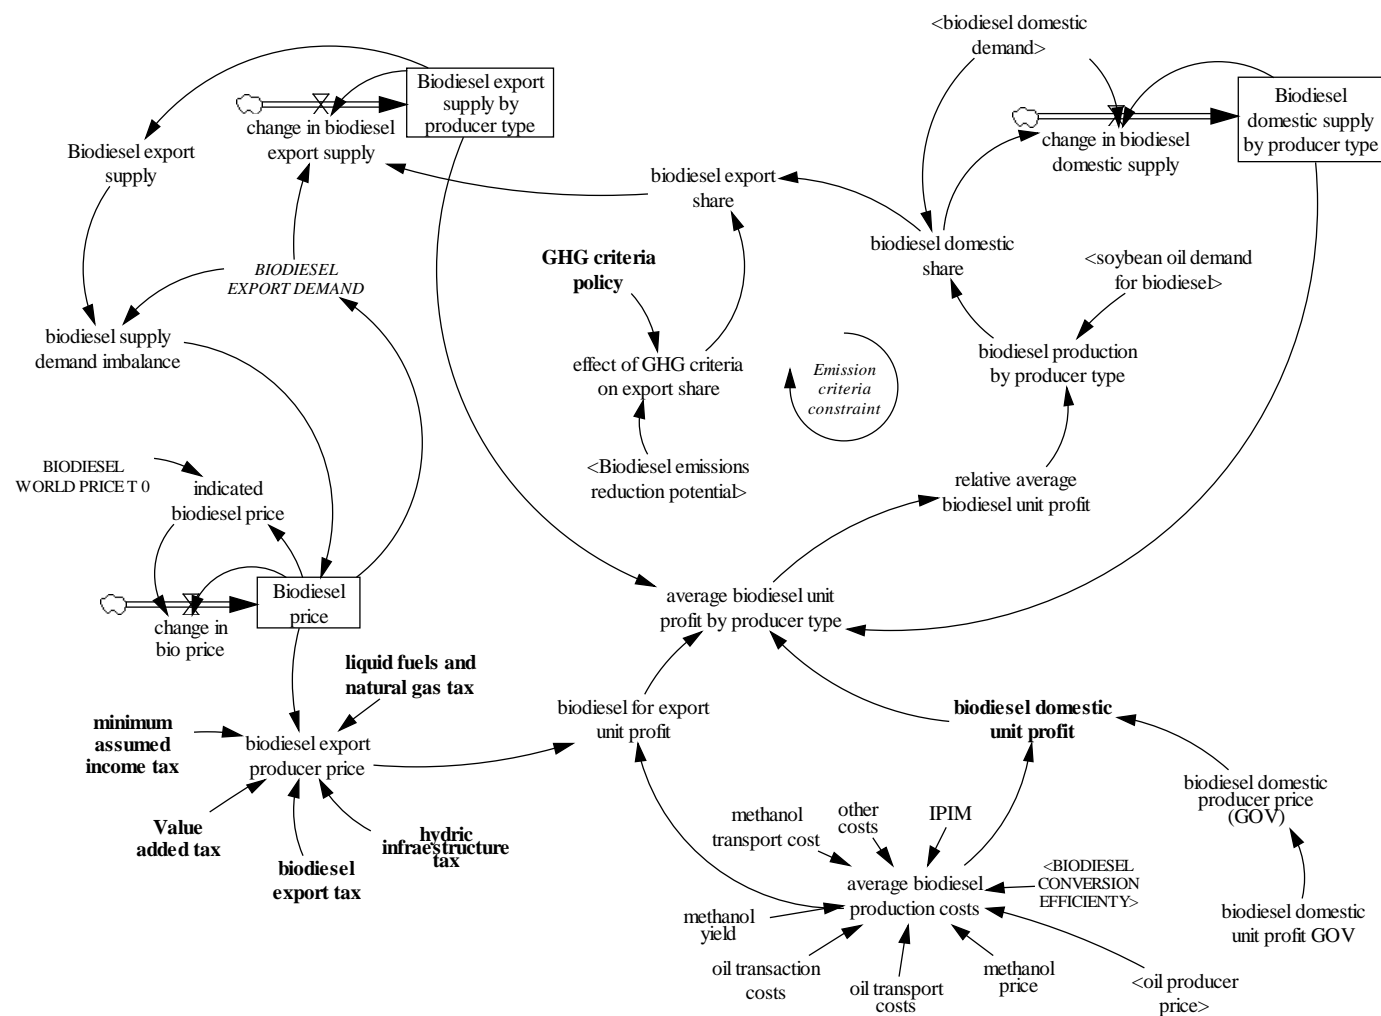 <biodiesel domestic
demand>
Biodiesel export
supply by
producer type
Biodiesel
domestic supply
by producer type
change in biodiesel
export supply
change in biodiesel
domestic supply
Biodiesel export
supply
biodiesel export
share
biodiesel domestic
share
GHG criteria
policy
<soybean oil demand
for biodiesel>
BIODIESEL
EXPORT DEMAND
biodiesel supply
demand imbalance
effect of GHG criteria
on export share
Emission
criteria
constraint
biodiesel production
by producer type
BIODIESEL
WORLD PRICE T 0
indicated
biodiesel price
<Biodiesel emissions
reduction potential>
relative average
biodiesel unit profit
Biodiesel
price
change in
bio price
average biodiesel unit
profit by producer type
liquid fuels and
natural gas tax
minimum
assumed
income tax
biodiesel export
producer price
biodiesel for export
unit profit
biodiesel domestic
unit profit
biodiesel domestic
producer price
(GOV)
Value
added tax
biodiesel
export tax
hydric
infraestructure
tax
methanol
transport cost
other
costs
IPIM
average biodiesel
production costs
<BIODIESEL
CONVERSION
EFFICIENTY>
methanol
yield
oil transaction
costs
oil transport
costs
methanol
price
<oil producer
price>
biodiesel domestic
unit profit GOV